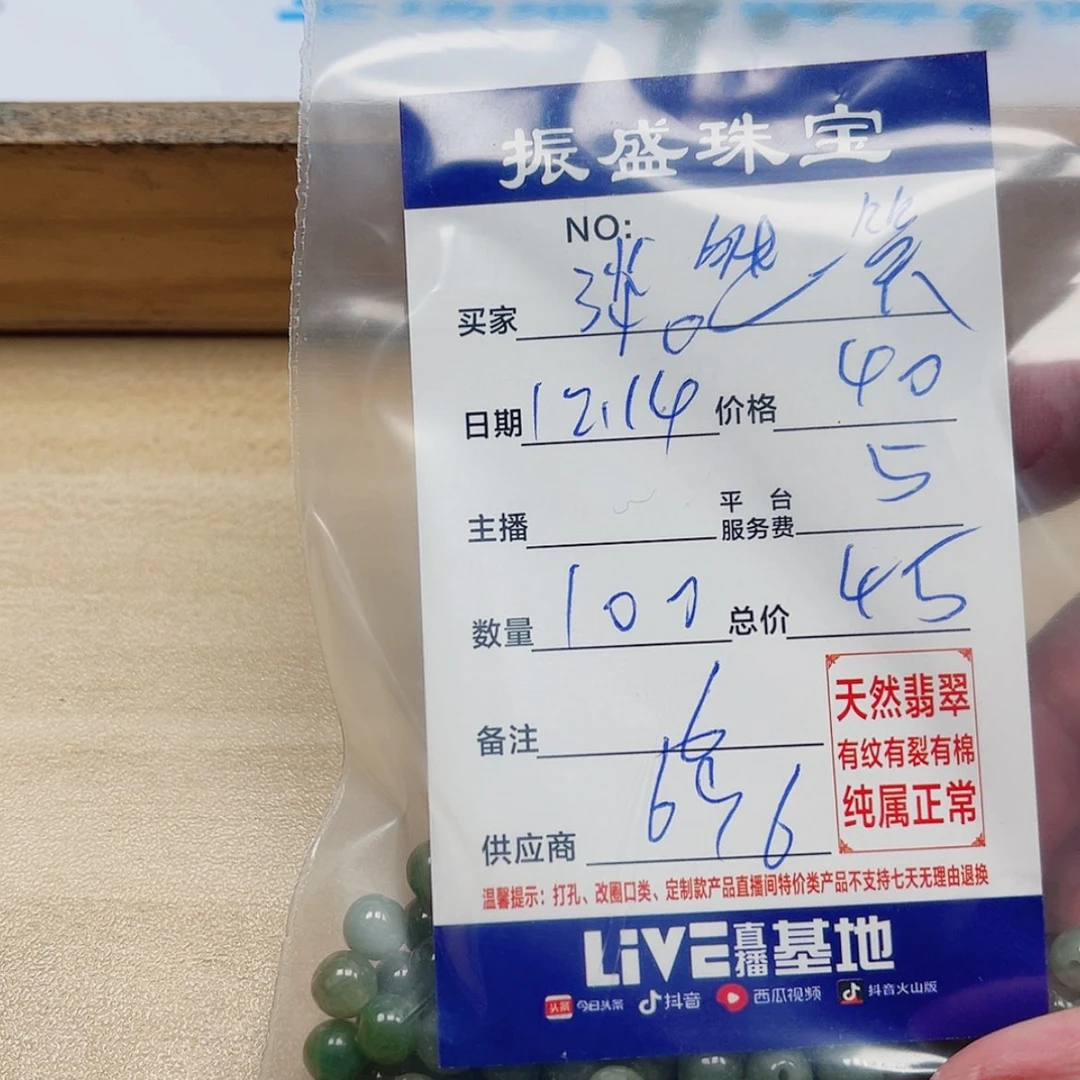 振盛珠宝
NO:
买家
日期 12.14 价格 40
主播 平台服务费 5
数量 10 总价 45
备注
供应商
天然翡翠
有纹有裂有棉
纯属正常
温馨提示：打孔、改圈口类、定制款产品直播间特价类产品不支持七天无理由退换
LiVE直播基地
头条 今日头条 抖音 西瓜视频 抖音火山版